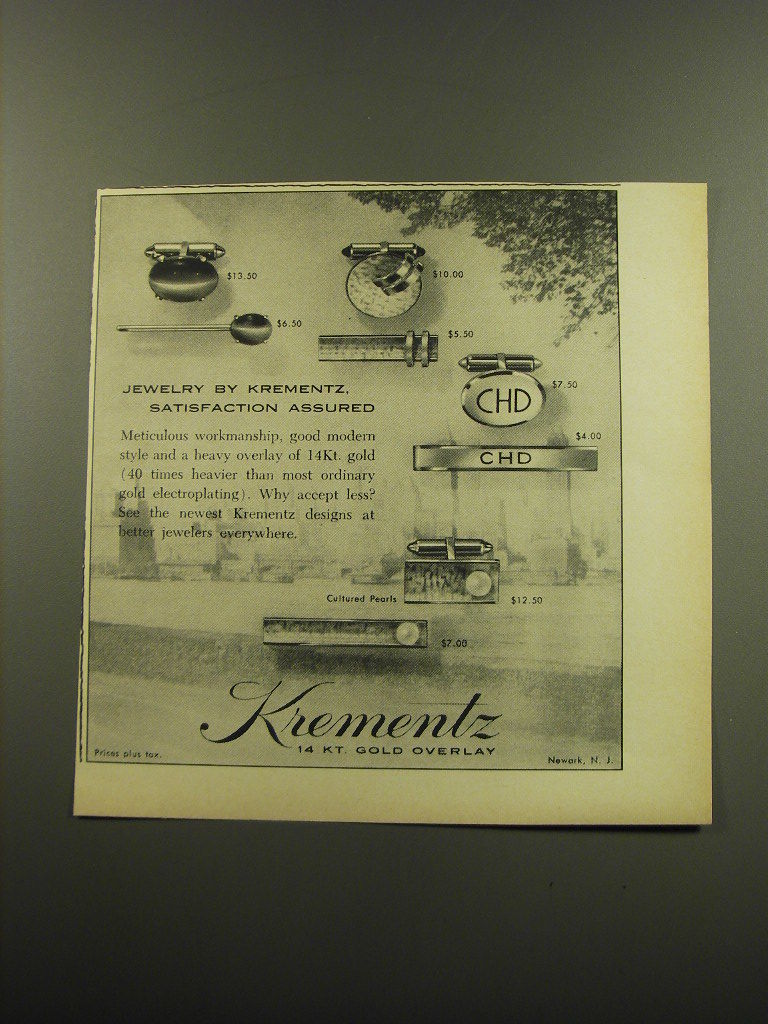 $13.50
$10.00
$6.50
$5.50
JEWELRY BY KREMENTZ,
SATISFACTION ASSURED
$7.50
CHD
$4.00
CHD
Meticulous workmanship, good modern
style and a heavy overlay of 14Kt. gold
(40 times heavier than most ordinary
gold electroplating). Why accept less?
See the newest Krementz designs at
better jewelers everywhere.
Cultured Pearls
$12.50
$7.00
Krementz
14 KT. GOLD OVERLAY
Prices plus tax.
Newark, N. J.